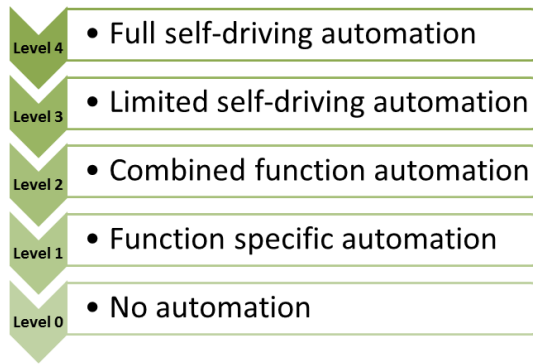 Level 4
• Full self-driving automation
Level 3
• Limited self-driving automation
Level 2
• Combined function automation
Level 1
• Function specific automation
Level 0
• No automation